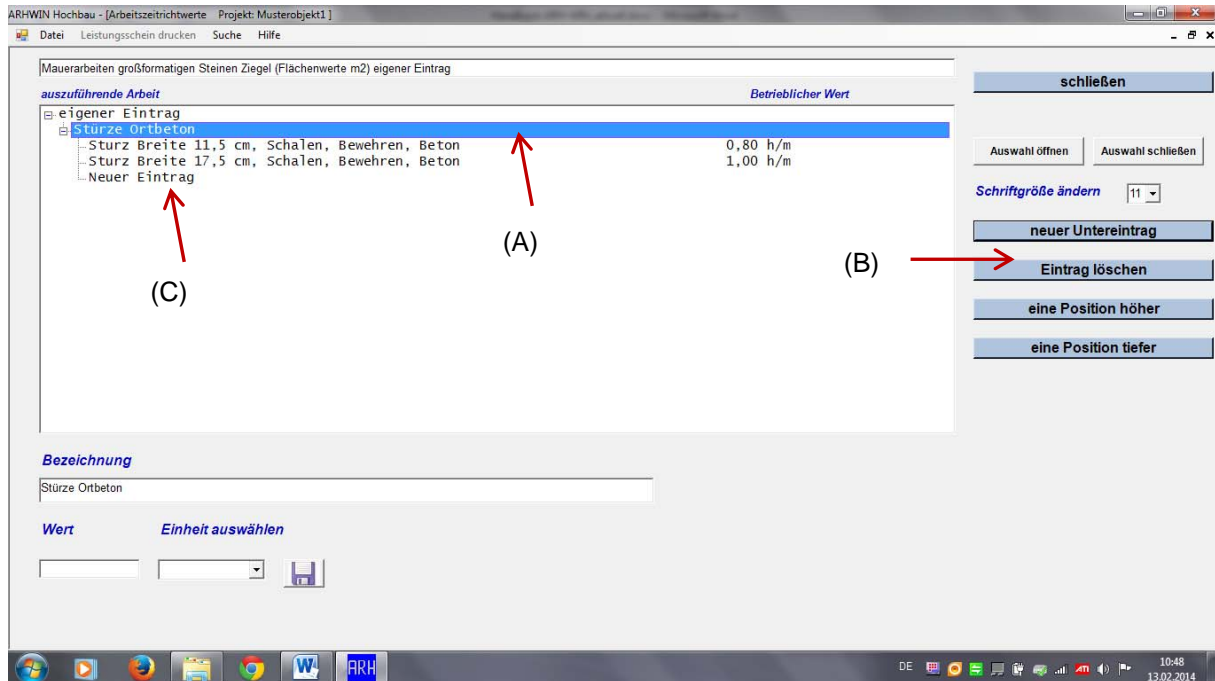 ARHWIN Hochbau - [Arbeitszeitrichtwerte Projekt: Musterobjekt1 ]
Datei Leistungsschein drucken Suche Hilfe
Mauerarbeiten großformatigen Steinen Ziegel (Flächenwerte m2) eigener Eintrag
schließen
auszuführende Arbeit Betrieblicher Wert
eigener Eintrag
Stürze Ortbeton
Sturz Breite 11,5 cm, Schalen, Bewehren, Beton 0,80 h/m
Sturz Breite 17,5 cm, Schalen, Bewehren, Beton 1,00 h/m
Neuer Eintrag
Auswahl öffnen Auswahl schließen
Schriftgröße ändern 11
neuer Untereintrag
(A)
(B)
Eintrag löschen
(C)
eine Position höher
eine Position tiefer
Bezeichnung
Stürze Ortbeton
Wert Einheit auswählen
W ARH
DE ATI 10:48
13.02.2014